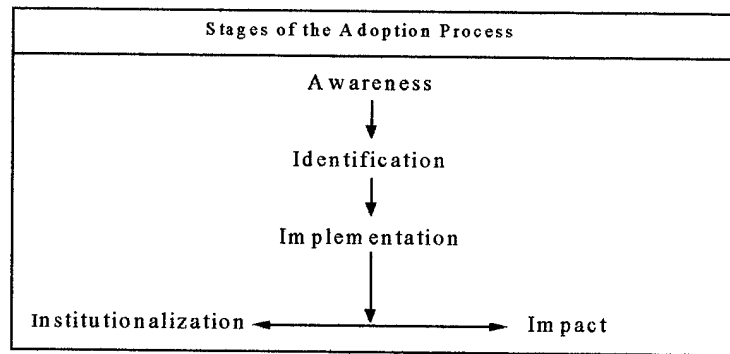 Stages of the Adoption Process
Awareness
Identification
Implementation
Institutionalization Impact